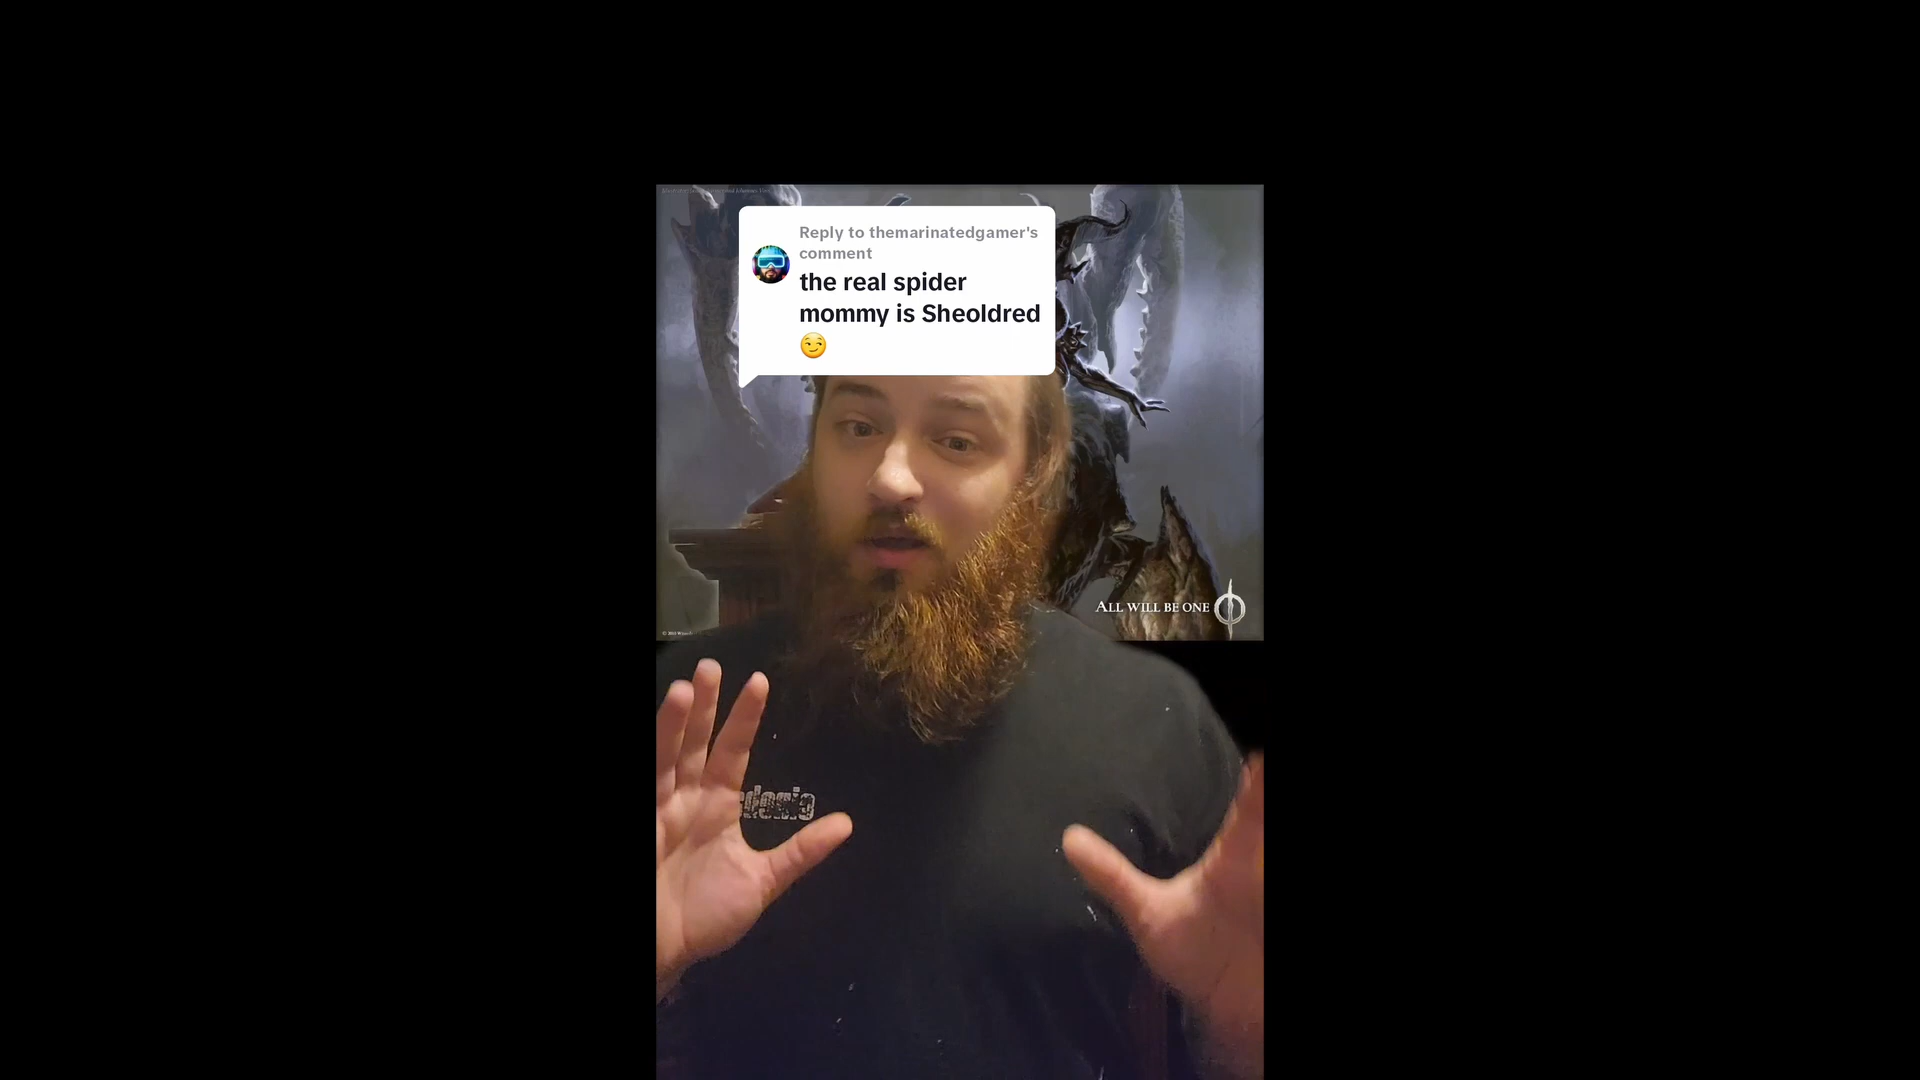 Reply to themarinatedgamer's
comment
the real spider
mommy is Sheoldred
😏
ALL WILL BE ONE